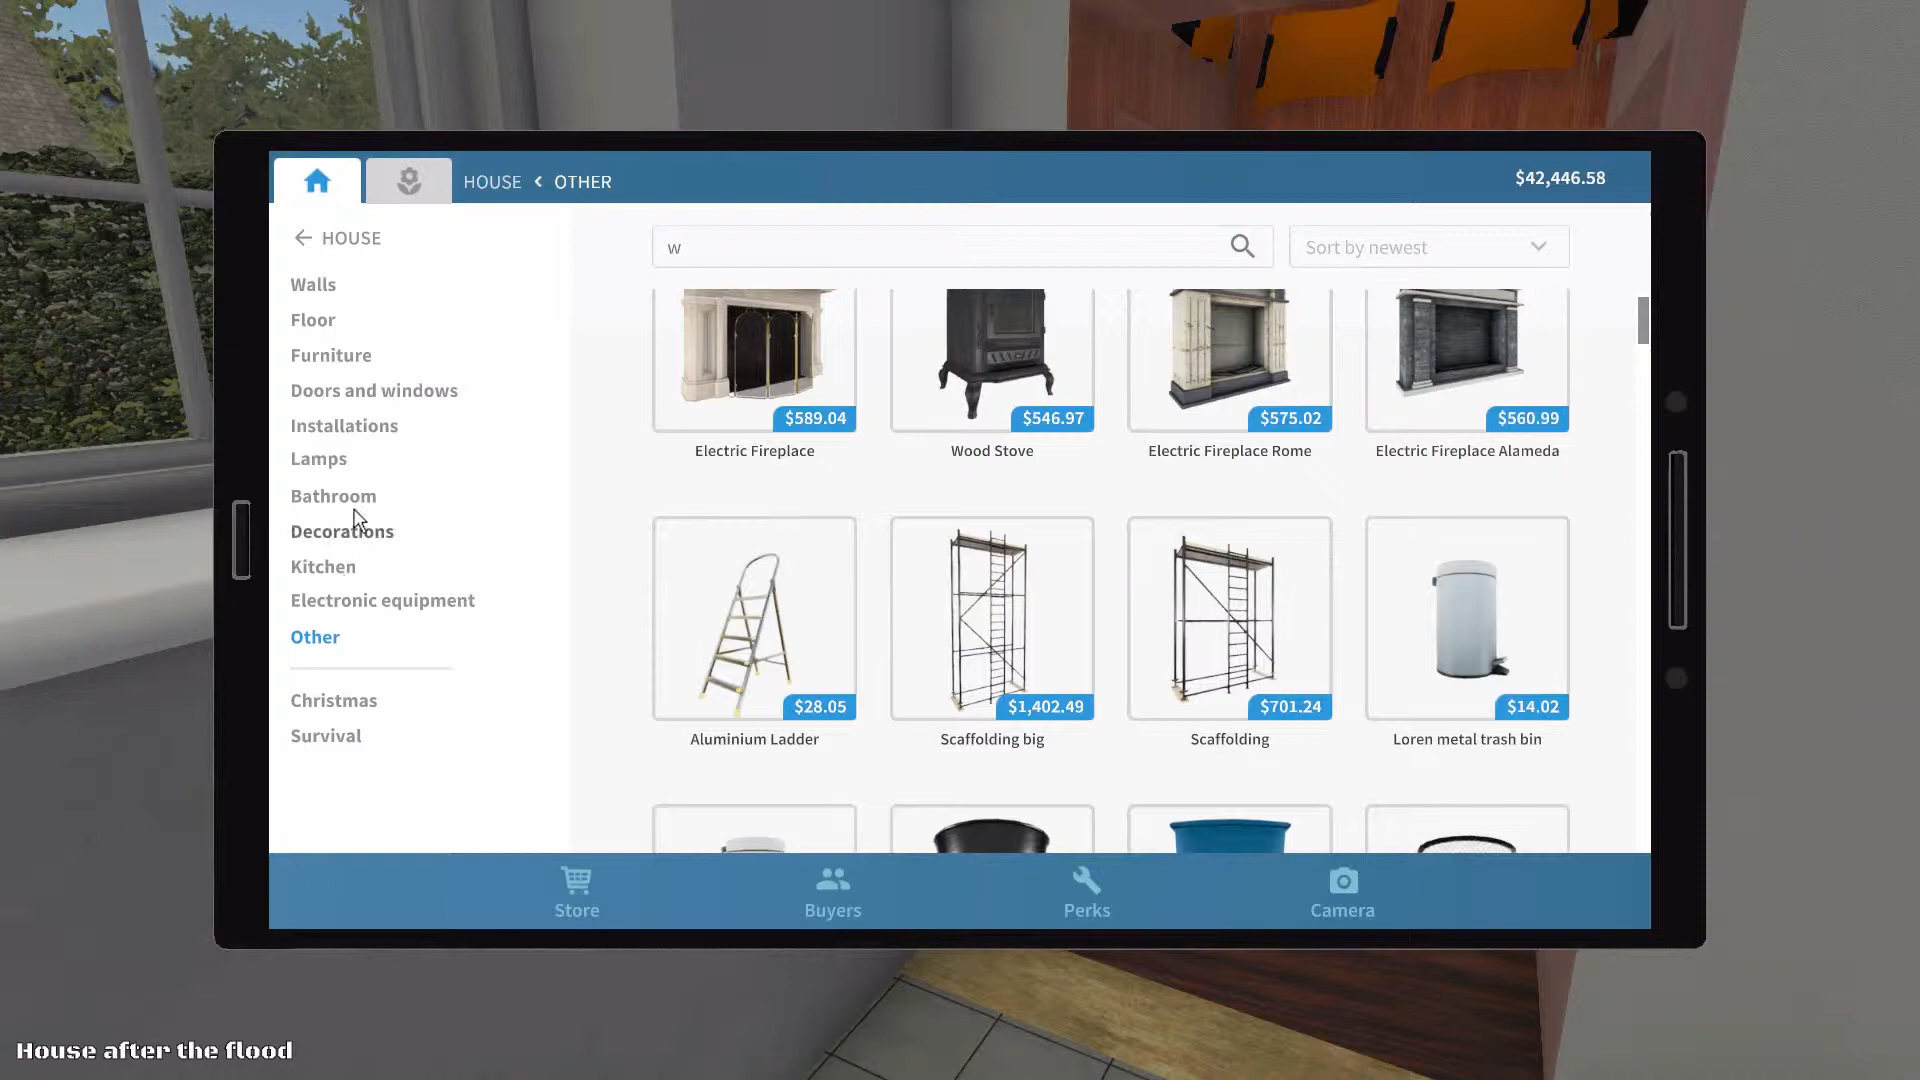 HOUSE < OTHER
$42,446.58
HOUSE
w
Sort by newest
Walls
Floor
Furniture
Doors and windows
Installations
Lamps
Bathroom
Decorations
Kitchen
Electronic equipment
Other
Christmas
Survival
$589.04
$546.97
$575.02
$560.99
Electric Fireplace
Wood Stove
Electric Fireplace Rome
Electric Fireplace Alameda
$28.05
$1,402.49
$701.24
$14.02
Aluminium Ladder
Scaffolding big
Scaffolding
Loren metal trash bin
Store
Buyers
Perks
Camera
House after the flood